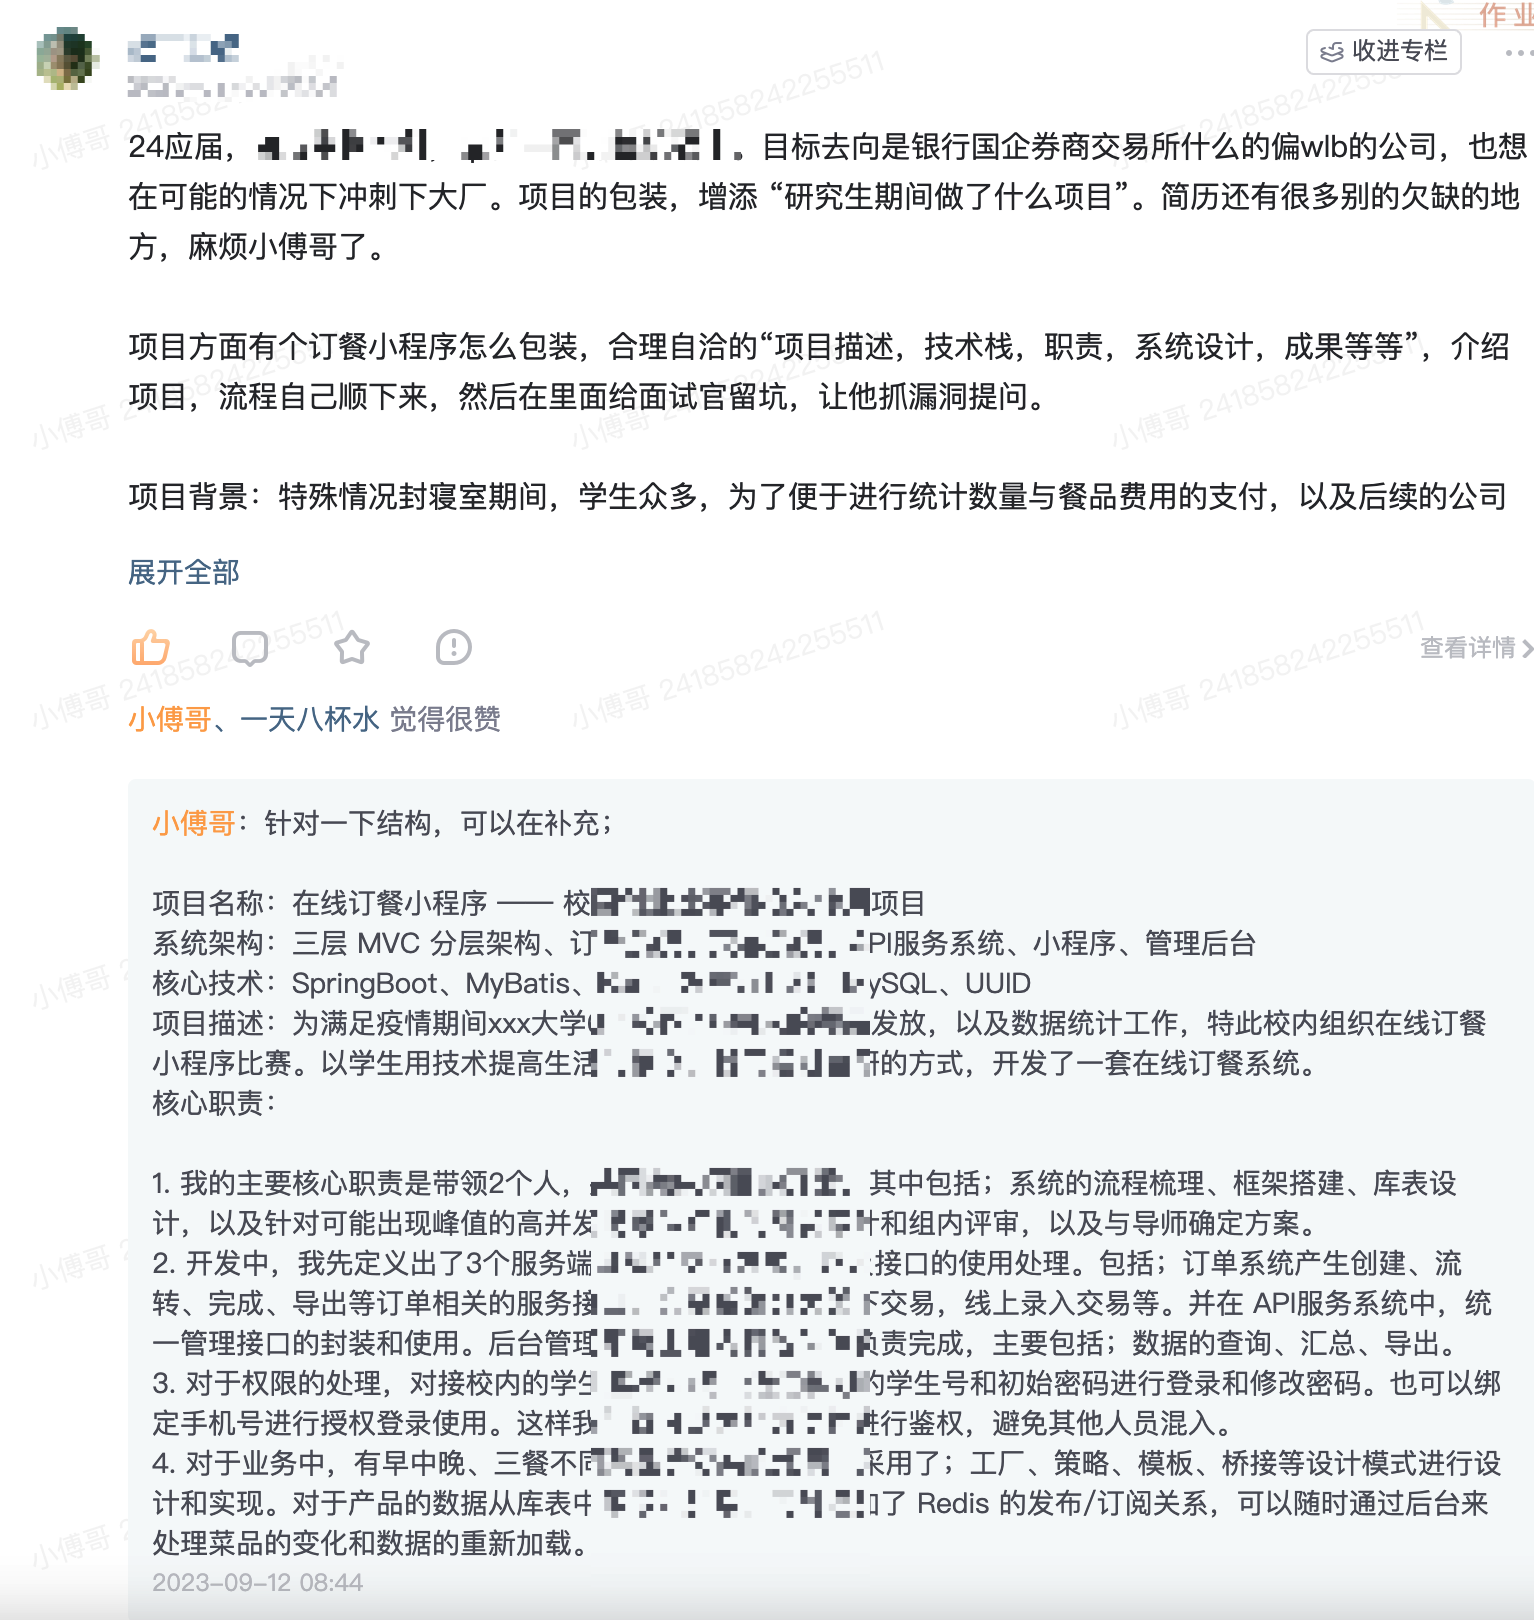 作业
收进专栏
24应届，。目标去向是银行国企券商交易所什么的偏wlb的公司，也想
在可能的情况下冲刺下大厂。项目的包装，增添 “研究生期间做了什么项目”。简历还有很多别的欠缺的地
方，麻烦小傅哥了。
项目方面有个订餐小程序怎么包装，合理自洽的“项目描述，技术栈，职责，系统设计，成果等等”，介绍
项目，流程自己顺下来，然后在里面给面试官留坑，让他抓漏洞提问。
项目背景：特殊情况封寝室期间，学生众多，为了便于进行统计数量与餐品费用的支付，以及后续的公司
展开全部
查看详情
小傅哥、一天八杯水 觉得很赞
小傅哥：针对一下结构，可以在补充；
项目名称：在线订餐小程序 —— 校 项目
系统架构：三层 MVC 分层架构、订 PI服务系统、小程序、管理后台
核心技术：SpringBoot、MyBatis、 ySQL、UUID
项目描述：为满足疫情期间xxx大学 发放，以及数据统计工作，特此校内组织在线订餐
小程序比赛。以学生用技术提高生活 的方式，开发了一套在线订餐系统。
核心职责：
1. 我的主要核心职责是带领2个人， 其中包括；系统的流程梳理、框架搭建、库表设
计，以及针对可能出现峰值的高并发 和组内评审，以及与导师确定方案。
2. 开发中，我先定义出了3个服务端 接口的使用处理。包括；订单系统产生创建、流
转、完成、导出等订单相关的服务接 下交易，线上录入交易等。并在 API服务系统中，统
一管理接口的封装和使用。后台管理 负责完成，主要包括；数据的查询、汇总、导出。
3. 对于权限的处理，对接校内的学生 的学生号和初始密码进行登录和修改密码。也可以绑
定手机号进行授权登录使用。这样我 进行鉴权，避免其他人员混入。
4. 对于业务中，有早中晚、三餐不同 采用了；工厂、策略、模板、桥接等设计模式进行设
计和实现。对于产品的数据从库表中 了 Redis 的发布/订阅关系，可以随时通过后台来
处理菜品的变化和数据的重新加载。
2023-09-12 08:44
小傅哥 241858242255511